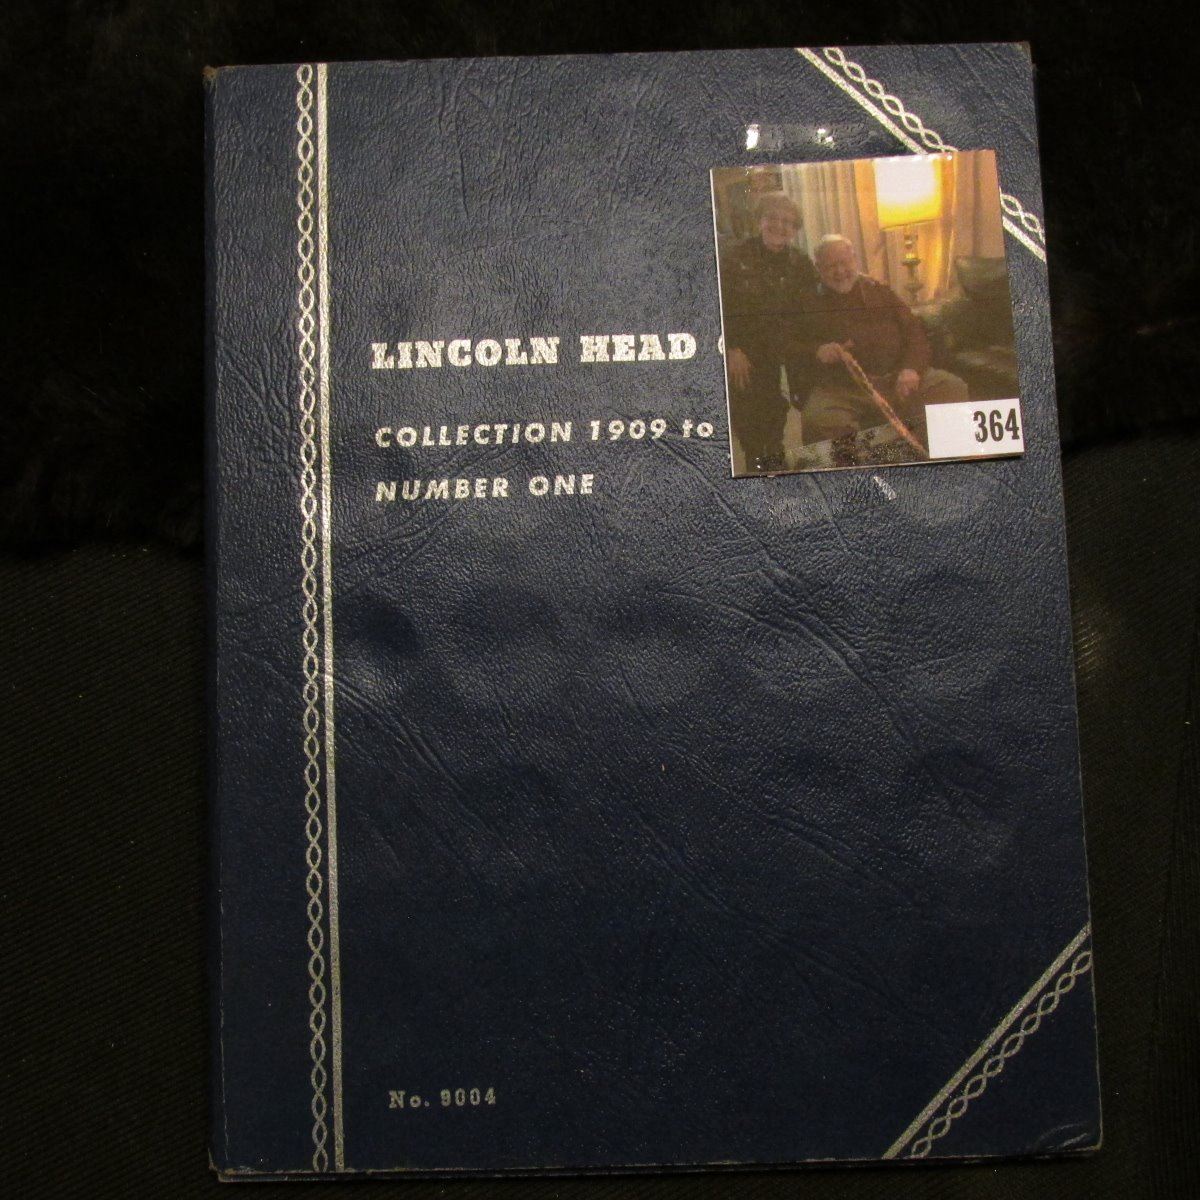 LINCOLN HEAD
COLLECTION 1909 to
NUMBER ONE
364
No. 9004